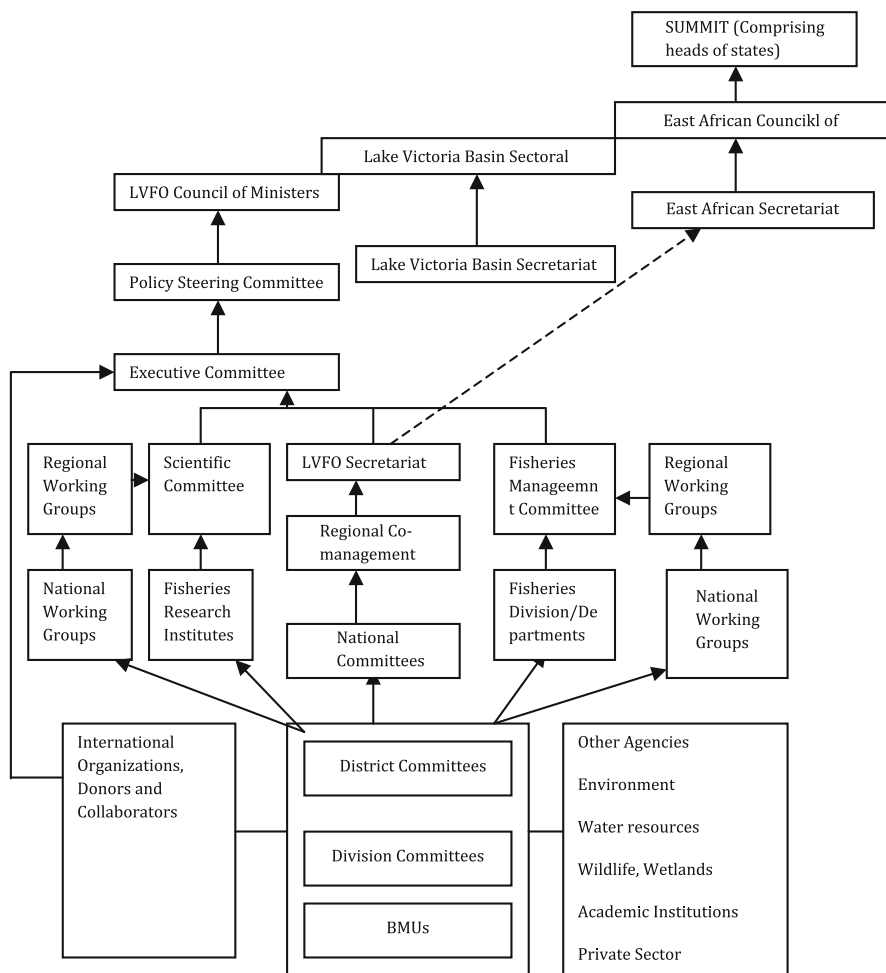 SUMMIT (Comprising
heads of states)
East African Councikl of
Lake Victoria Basin Sectoral
LVFO Council of Ministers
East African Secretariat
Lake Victoria Basin Secretariat
Policy Steering Committee
Executive Committee
Regional
Working
Groups
Scientific
Committee
LVFO Secretariat
Fisheries
Manageemn
t Committee
Regional
Working
Groups
Regional Co-
management
National
Working
Groups
Fisheries
Research
Institutes
National
Committees
Fisheries
Division/De
partments
National
Working
Groups
International
Organizations,
Donors and
Collaborators
District Committees
Division Committees
BMUs
Other Agencies
Environment
Water resources
Wildlife, Wetlands
Academic Institutions
Private Sector